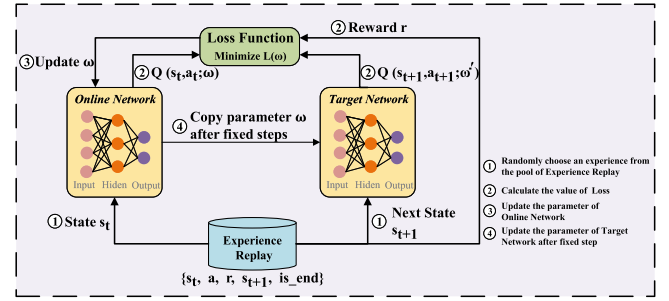 ② Reward r
Loss Function
Minimize L(ω)
③Update ω
② Q (st,at;ω)
② Q (st+1,at+1;ω′)
Online Network
Target Network
Copy parameter ω
④ after fixed steps
Input Hiden Output
Input Hiden Output
① Randomly choose an experience from
the pool of Experience
Replay
② Calculate the value of Loss
③ Update the parameter of
Online Network
④ Update the parameter of Target
Network after fixed step
① State st
① Next State
st+1
Experience
Replay
{st, a, r, st+1, is_end}